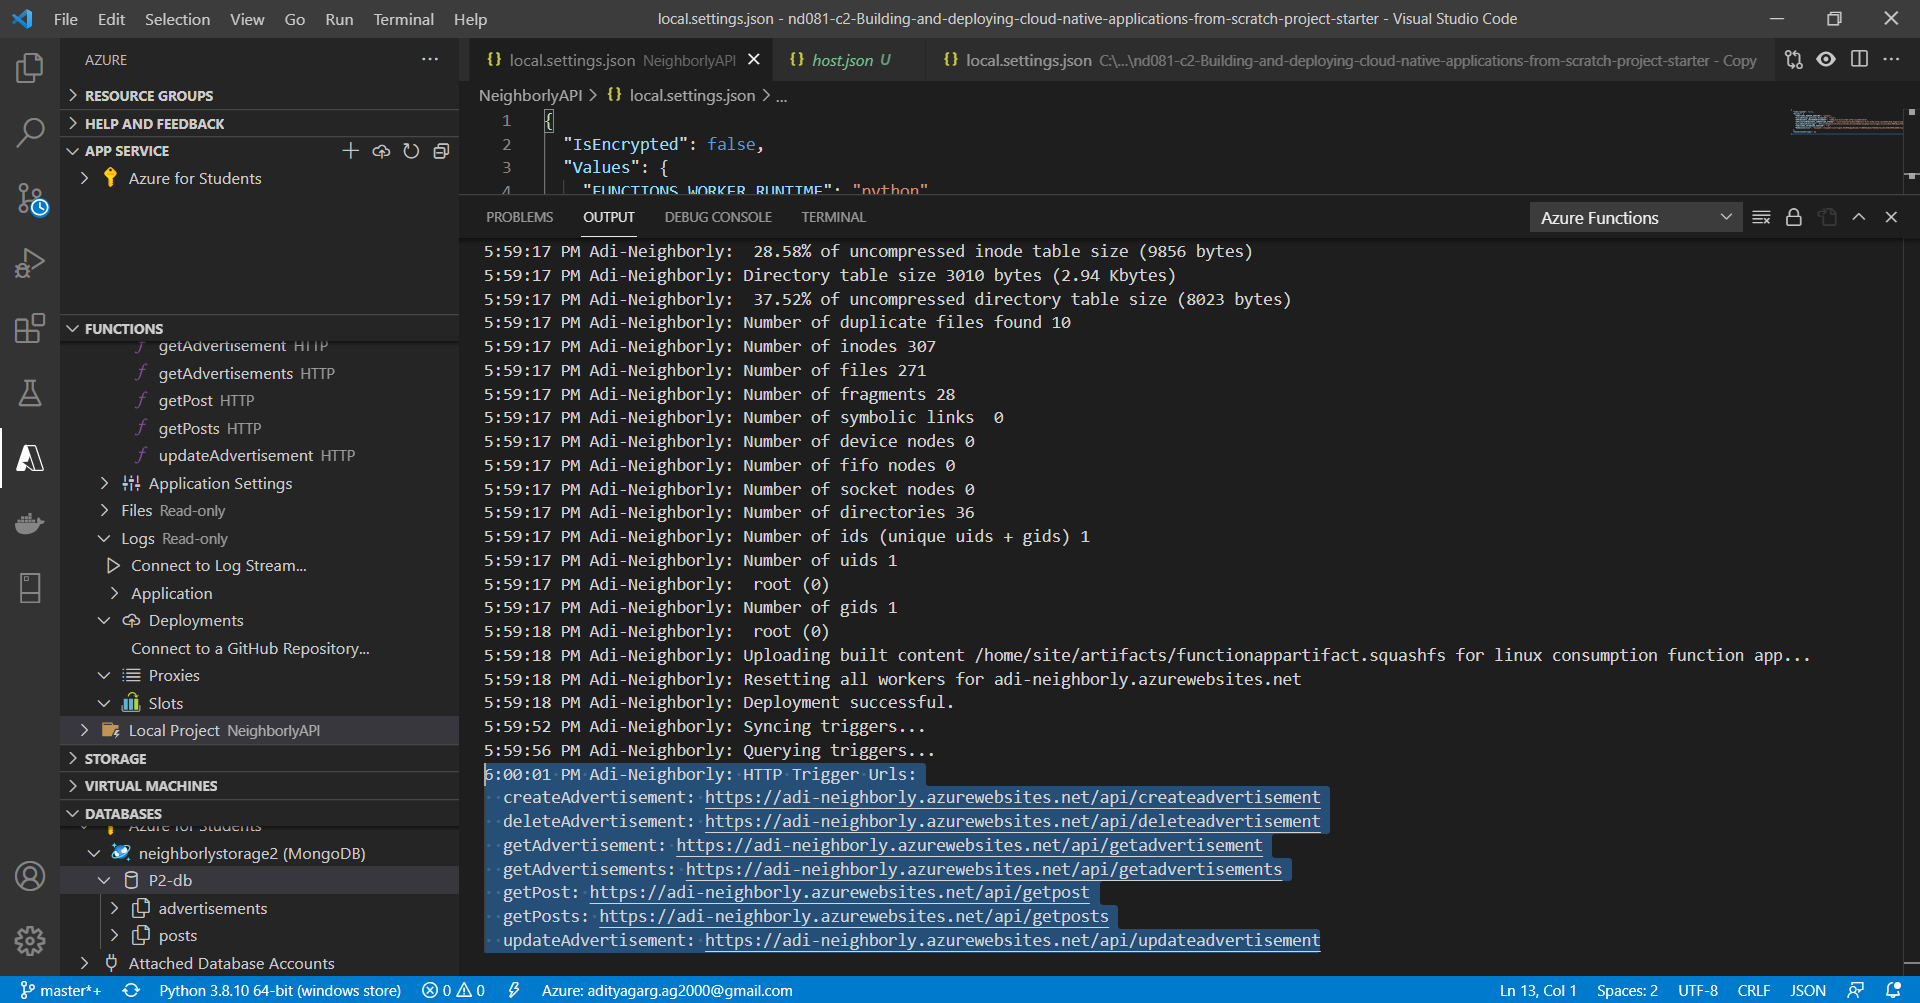 File Edit Selection View Go Run Terminal Help
local.settings.json - nd081-c2-Building-and-deploying-cloud-native-applications-from-scratch-project-starter - Visual Studio Code
AZURE
RESOURCE GROUPS
HELP AND FEEDBACK
APP SERVICE
Azure for Students
FUNCTIONS
getAdvertisement HTTP
getAdvertisements HTTP
getPost HTTP
getPosts HTTP
updateAdvertisement HTTP
Application Settings
Files Read-only
Logs Read-only
Connect to Log Stream...
Application
Deployments
Connect to a GitHub Repository...
Proxies
Slots
Local Project NeighborlyAPI
STORAGE
VIRTUAL MACHINES
DATABASES
Azure for Students
neighborlystorage2 (MongoDB)
P2-db
advertisements
posts
Attached Database Accounts
{} local.settings.json NeighborlyAPI
{} host.json U
{} local.settings.json C:\...\nd081-c2-Building-and-deploying-cloud-native-applications-from-scratch-project-starter - Copy
NeighborlyAPI > {} local.settings.json > ...
1 {
2 "IsEncrypted": false,
3 "Values": {
4 "FUNCTIONS_WORKER_RUNTIME": "python"
PROBLEMS OUTPUT DEBUG CONSOLE TERMINAL
Azure Functions
5:59:17 PM Adi-Neighborly:  28.58% of uncompressed inode table size (9856 bytes)
5:59:17 PM Adi-Neighborly: Directory table size 3010 bytes (2.94 Kbytes)
5:59:17 PM Adi-Neighborly:  37.52% of uncompressed directory table size (8023 bytes)
5:59:17 PM Adi-Neighborly: Number of duplicate files found 10
5:59:17 PM Adi-Neighborly: Number of inodes 307
5:59:17 PM Adi-Neighborly: Number of files 271
5:59:17 PM Adi-Neighborly: Number of fragments 28
5:59:17 PM Adi-Neighborly: Number of symbolic links  0
5:59:17 PM Adi-Neighborly: Number of device nodes 0
5:59:17 PM Adi-Neighborly: Number of fifo nodes 0
5:59:17 PM Adi-Neighborly: Number of socket nodes 0
5:59:17 PM Adi-Neighborly: Number of directories 36
5:59:17 PM Adi-Neighborly: Number of ids (unique uids + gids) 1
5:59:17 PM Adi-Neighborly: Number of uids 1
5:59:17 PM Adi-Neighborly:  root (0)
5:59:17 PM Adi-Neighborly: Number of gids 1
5:59:18 PM Adi-Neighborly:  root (0)
5:59:18 PM Adi-Neighborly: Uploading built content /home/site/artifacts/functionappartifact.squashfs for linux consumption function app...
5:59:18 PM Adi-Neighborly: Resetting all workers for adi-neighborly.azurewebsites.net
5:59:18 PM Adi-Neighborly: Deployment successful.
5:59:52 PM Adi-Neighborly: Syncing triggers...
5:59:56 PM Adi-Neighborly: Querying triggers...
6:00:01 PM Adi-Neighborly: HTTP Trigger Urls:
createAdvertisement: https://adi-neighborly.azurewebsites.net/api/createadvertisement
deleteAdvertisement: https://adi-neighborly.azurewebsites.net/api/deleteadvertisement
getAdvertisement: https://adi-neighborly.azurewebsites.net/api/getadvertisement
getAdvertisements: https://adi-neighborly.azurewebsites.net/api/getadvertisements
getPost: https://adi-neighborly.azurewebsites.net/api/getpost
getPosts: https://adi-neighborly.azurewebsites.net/api/getposts
updateAdvertisement: https://adi-neighborly.azurewebsites.net/api/updateadvertisement
master*+ Python 3.8.10 64-bit (windows store) 0 0 Azure: adityagarg.ag2000@gmail.com Ln 13, Col 1 Spaces: 2 UTF-8 CRLF JSON